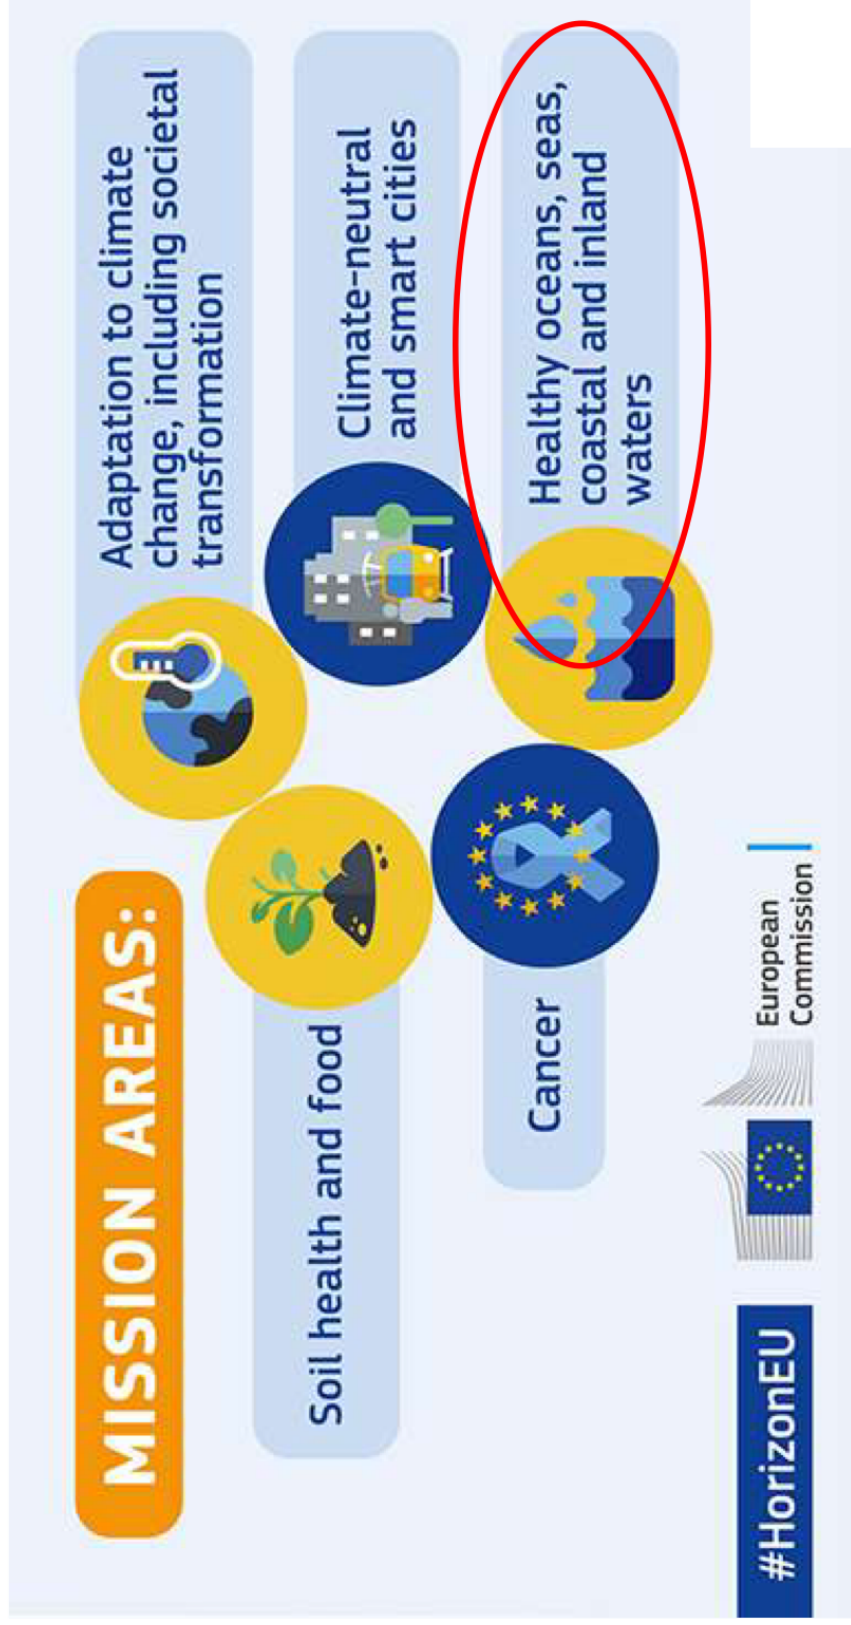 MISSION AREAS:
Adaptation to climate
change, including societal
transformation
Soil health and food
Climate-neutral
and smart cities
Cancer
Healthy oceans, seas,
coastal and inland
waters
#HorizonEU
European
Commission